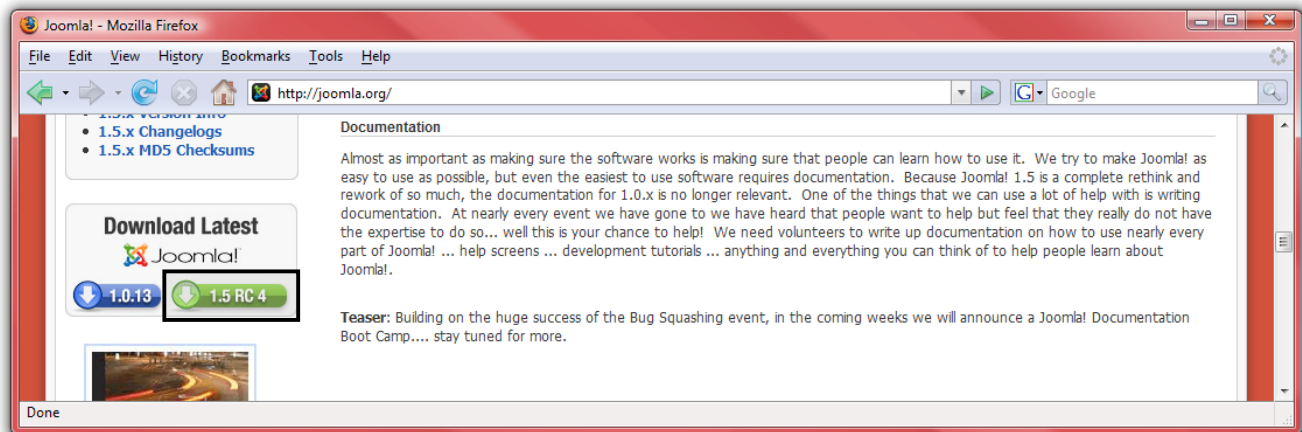 Joomla! - Mozilla Firefox
File Edit View History Bookmarks Tools Help
http://joomla.org/
G Google
1.5.x Version Info
1.5.x Changelogs
1.5.x MD5 Checksums
Download Latest
Joomla!
1.0.13 1.5 RC 4
Documentation
Almost as important as making sure the software works is making sure that people can learn how to use it. We try to make Joomla! as
easy to use as possible, but even the easiest to use software requires documentation. Because Joomla! 1.5 is a complete rethink and
rework of so much, the documentation for 1.0.x is no longer relevant. One of the things that we can use a lot of help with is writing
documentation. At nearly every event we have gone to we have heard that people want to help but feel that they really do not have
the expertise to do so... well this is your chance to help! We need volunteers to write up documentation on how to use nearly every
part of Joomla! ... help screens ... development tutorials ... anything and everything you can think of to help people learn about
Joomla!.
Teaser: Building on the huge success of the Bug Squashing event, in the coming weeks we will announce a Joomla! Documentation
Boot Camp.... stay tuned for more.
Done